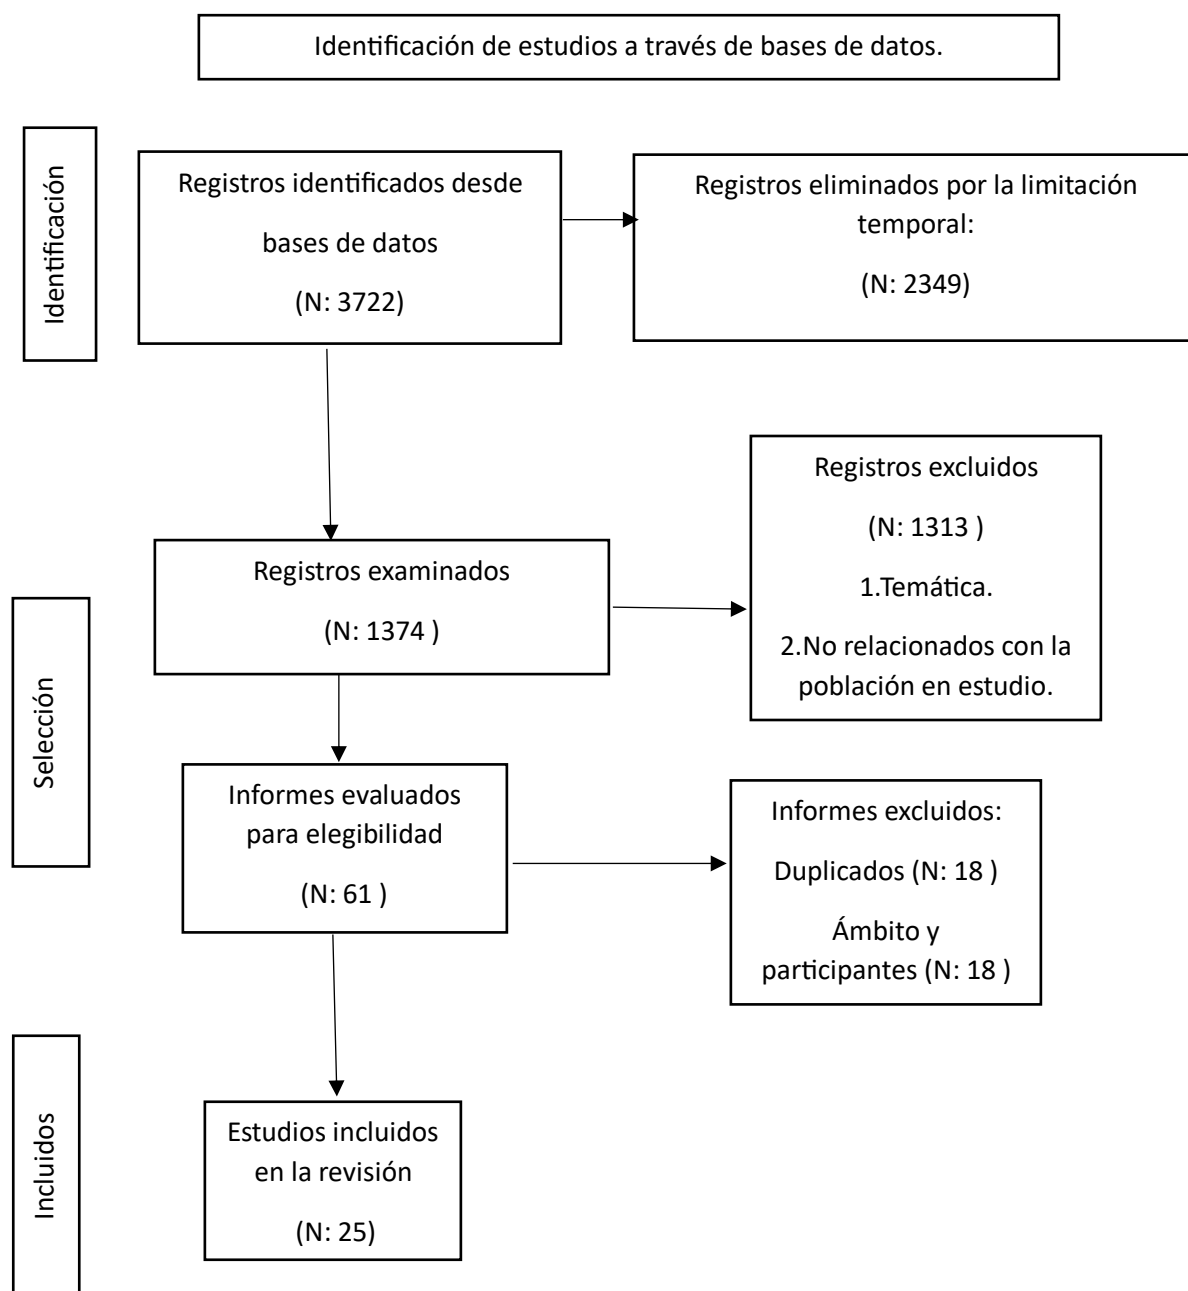 Identificación de estudios a través de bases de datos.
Identificación
Registros identificados desde
bases de datos
(N: 3722)
Registros eliminados por la limitación
temporal:
(N: 2349)
Registros excluidos
(N: 1313 )
1.Temática.
2.No relacionados con la
población en estudio.
Selección
Registros examinados
(N: 1374 )
Informes evaluados
para elegibilidad
(N: 61 )
Informes excluidos:
Duplicados (N: 18 )
Ámbito y
participantes (N: 18 )
Incluidos
Estudios incluidos
en la revisión
(N: 25)